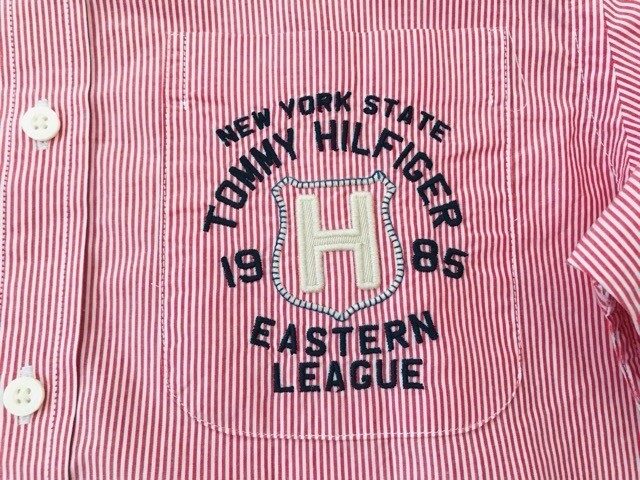 NEW YORK STATE
TOMMY HILFIGER
19 H 85
EASTERN
LEAGUE